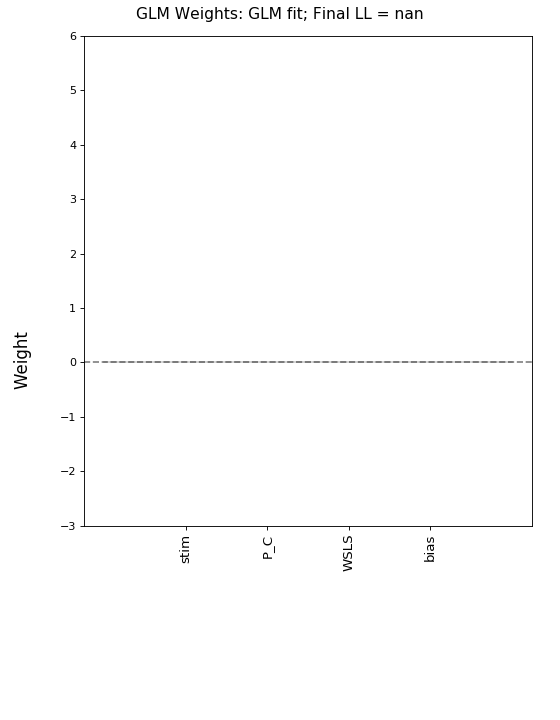 GLM Weights: GLM fit; Final LL = nan
6
5
4
3
2
1
0
−1
−2
−3
Weight
stim
P_C
WSLS
bias